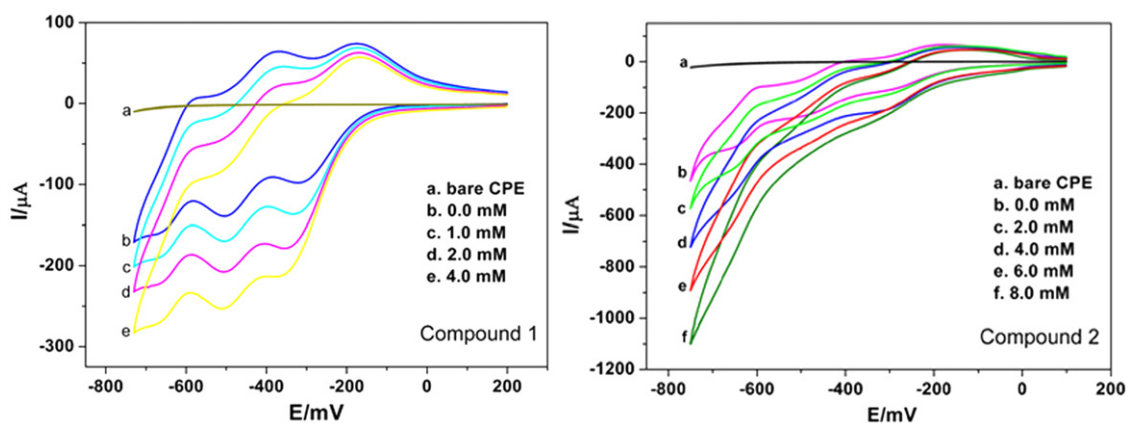 100
0
-100
-200
-300
I/μA
a
b
c
d
e
a. bare CPE
b. 0.0 mM
c. 1.0 mM
d. 2.0 mM
e. 4.0 mM
Compound 1
-800 -600 -400 -200 0 200
E/mV
0
-200
-400
-600
-800
-1000
-1200
I/μA
a
b
c
d
e
f
a. bare CPE
b. 0.0 mM
c. 2.0 mM
d. 4.0 mM
e. 6.0 mM
f. 8.0 mM
Compound 2
-800 -600 -400 -200 0 200
E/mV